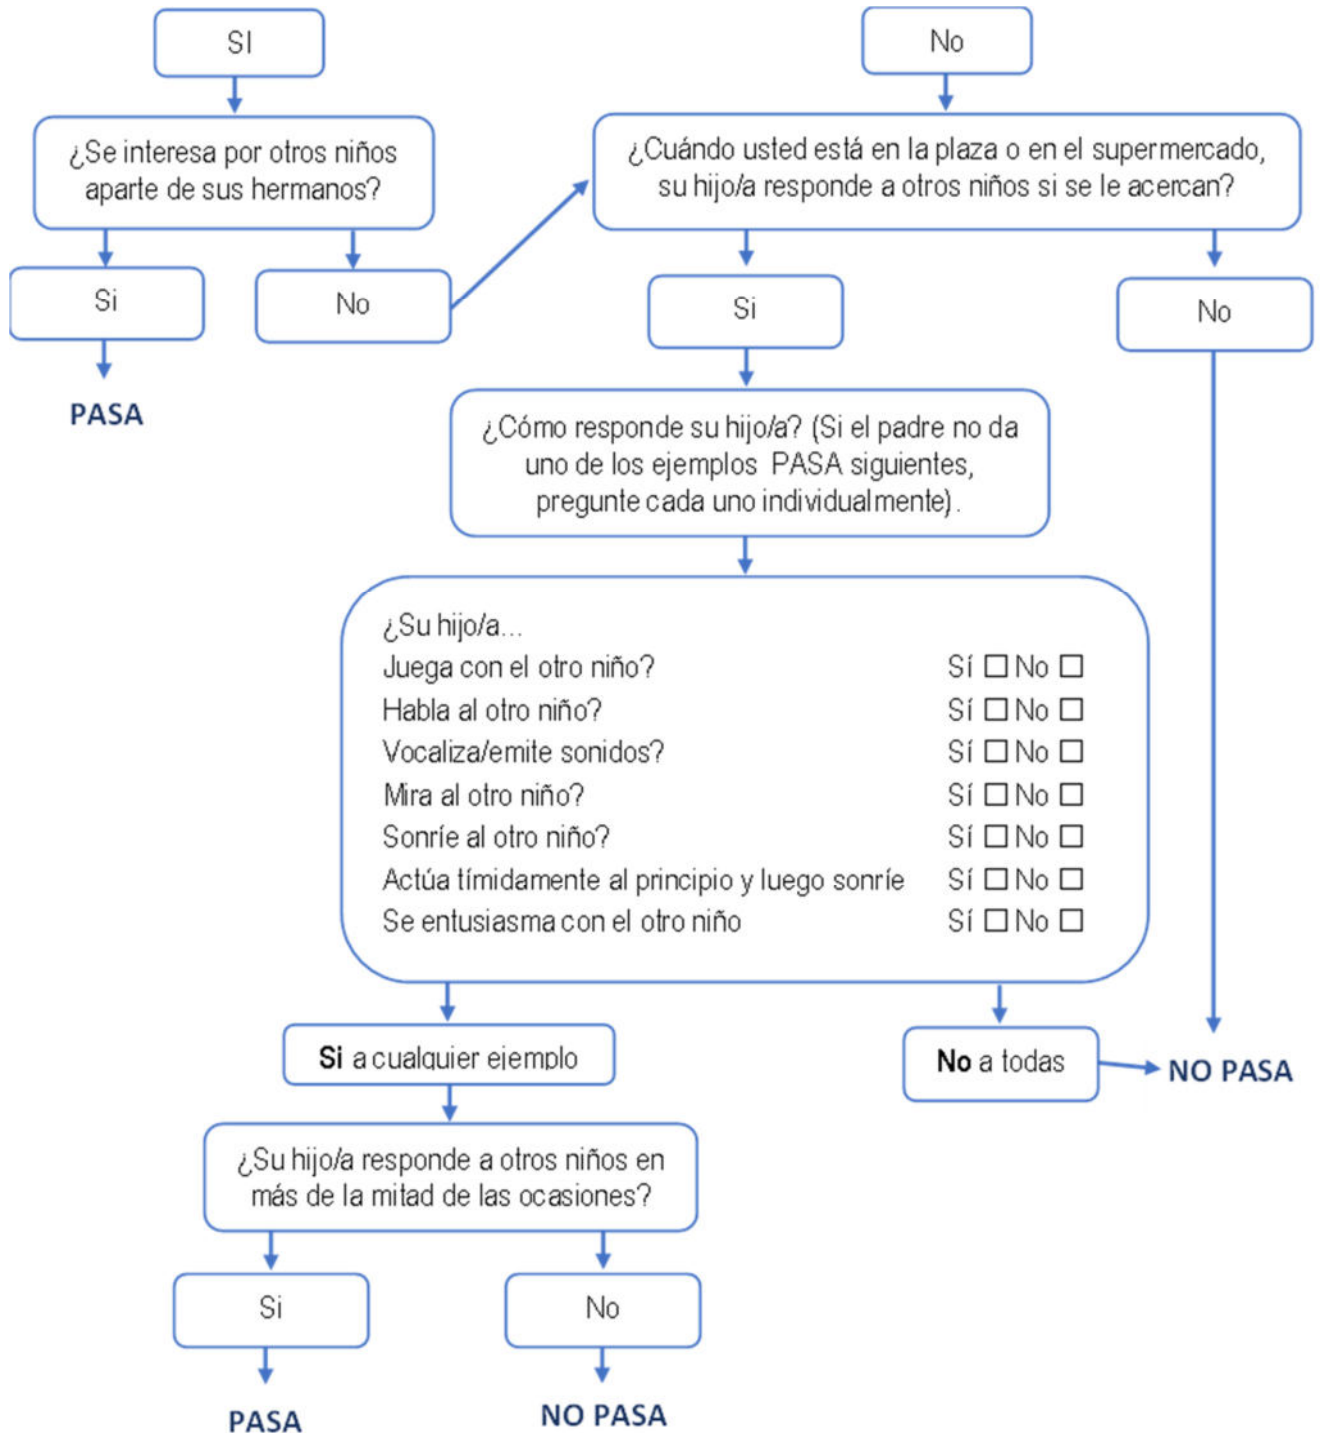 SI
No
¿Se interesa por otros niños
aparte de sus hermanos?
¿Cuándo usted está en la plaza o en el supermercado,
su hijo/a responde a otros niños si se le acercan?
Si
No
Si
No
PASA
¿Cómo responde su hijo/a? (Si el padre no da
uno de los ejemplos PASA siguientes,
pregunte cada uno individualmente).
¿Su hijo/a...
Juega con el otro niño? Sí ☐ No ☐
Habla al otro niño? Sí ☐ No ☐
Vocaliza/emite sonidos? Sí ☐ No ☐
Mira al otro niño? Sí ☐ No ☐
Sonríe al otro niño? Sí ☐ No ☐
Actúa tímidamente al principio y luego sonríe Sí ☐ No ☐
Se entusiasma con el otro niño Sí ☐ No ☐
Si a cualquier ejemplo
No a todas
NO PASA
¿Su hijo/a responde a otros niños en
más de la mitad de las ocasiones?
Si
No
PASA
NO PASA